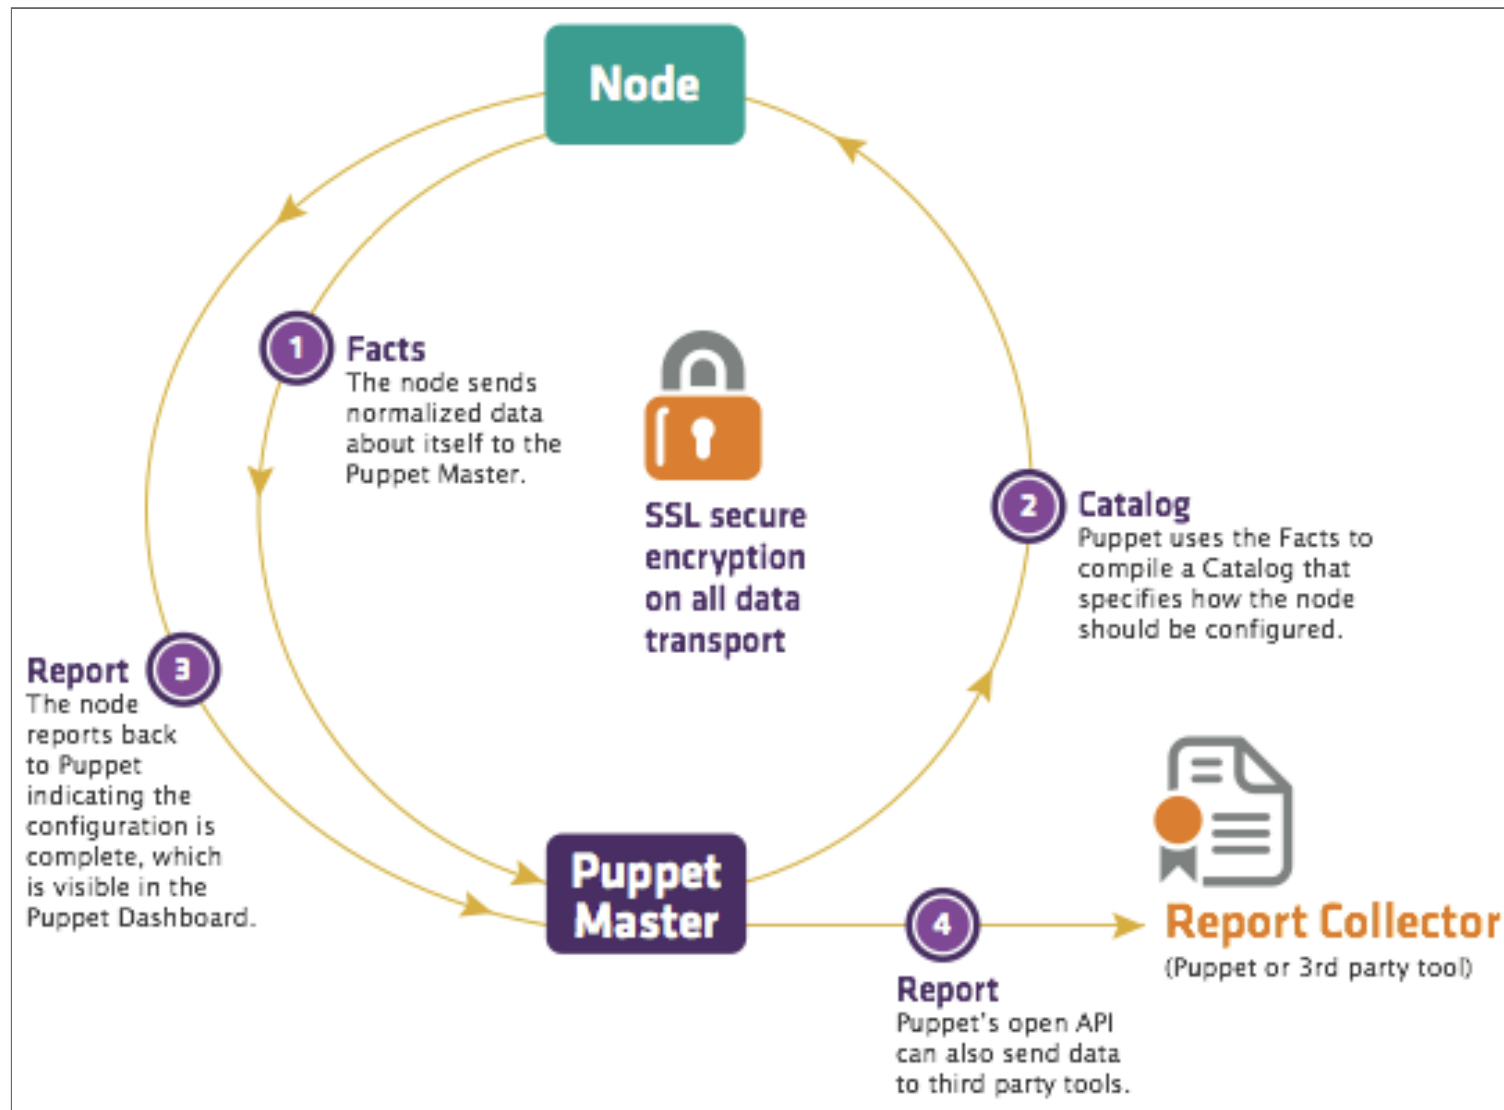 Node
1
Facts
The node sends
normalized data
about itself to the
Puppet Master.
SSL secure
encryption
on all data
transport
2
Catalog
Puppet uses the Facts to
compile a Catalog that
specifies how the node
should be configured.
3
Report
The node
reports back
to Puppet
indicating the
configuration is
complete, which
is visible in the
Puppet Dashboard.
Puppet
Master
4
Report
Puppet's open API
can also send data
to third party tools.
Report Collector
(Puppet or 3rd party tool)